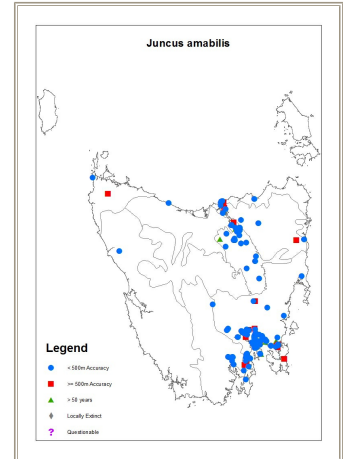 Juncus amabilis
Legend
< 500m Accuracy
>= 500m Accuracy
> 50 years
Locally Extinct
? Questionable